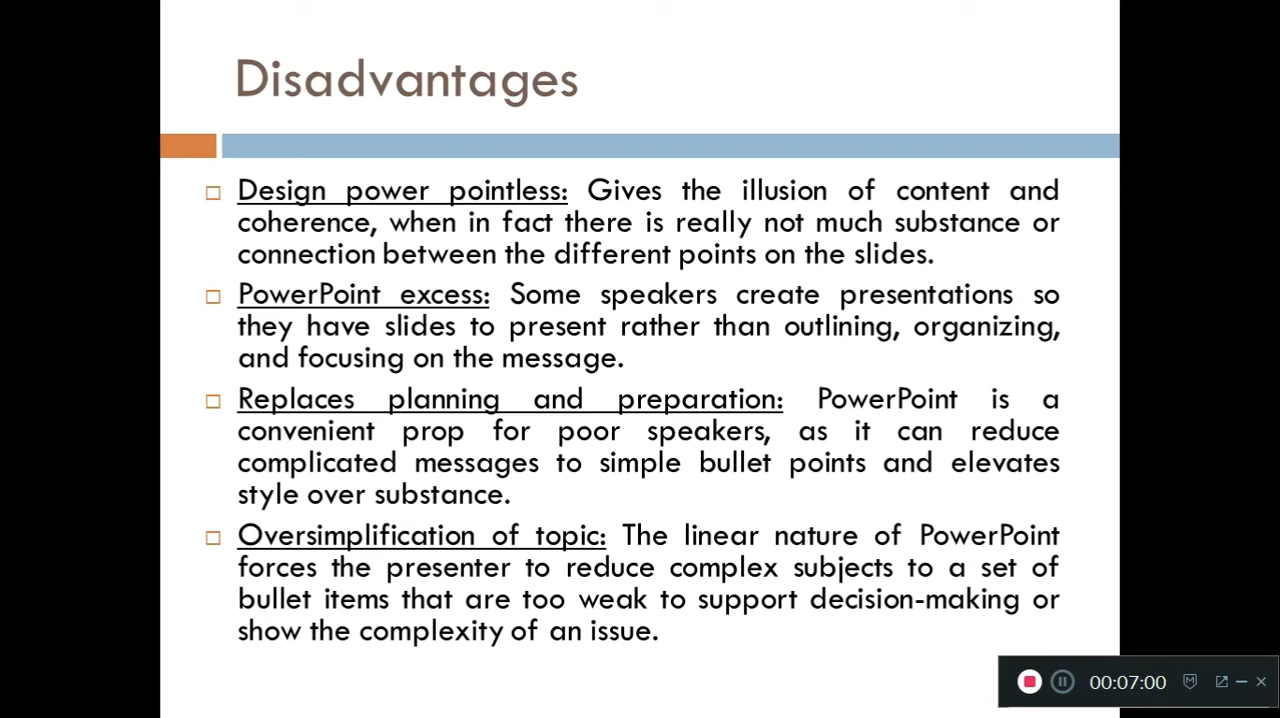 Disadvantages
Design power pointless: Gives the illusion of content and
coherence, when in fact there is really not much substance or
connection between the different points on the slides.
PowerPoint excess: Some speakers create presentations so
they have slides to present rather than outlining, organizing,
and focusing on the message.
Replaces planning and preparation: PowerPoint is a
convenient prop for poor speakers, as it can reduce
complicated messages to simple bullet points and elevates
style over substance.
Oversimplification of topic: The linear nature of PowerPoint
forces the presenter to reduce complex subjects to a set of
bullet items that are too weak to support decision-making or
show the complexity of an issue.
00:07:00